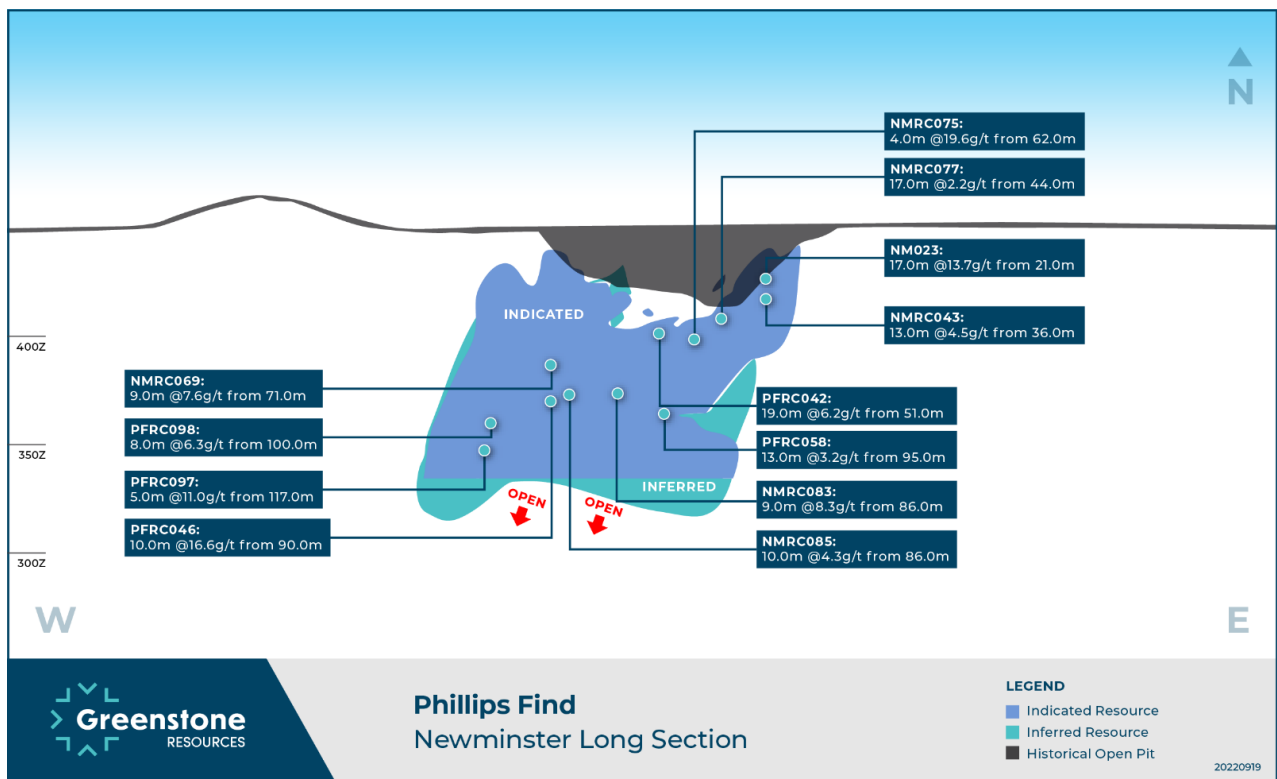 N
NMRC075:
4.0m @19.6g/t from 62.0m
NMRC077:
17.0m @2.2g/t from 44.0m
NM023:
17.0m @13.7g/t from 21.0m
NMRC043:
13.0m @4.5g/t from 36.0m
INDICATED
400Z
NMRC069:
9.0m @7.6g/t from 71.0m
PFRC098:
8.0m @6.3g/t from 100.0m
PFRC097:
5.0m @11.0g/t from 117.0m
PFRC046:
10.0m @16.6g/t from 90.0m
350Z
300Z
PFRC042:
19.0m @6.2g/t from 51.0m
PFRC058:
13.0m @3.2g/t from 95.0m
NMRC083:
9.0m @8.3g/t from 86.0m
NMRC085:
10.0m @4.3g/t from 86.0m
INFERRED
OPEN
OPEN
W
E
Greenstone
RESOURCES
Phillips Find
Newminster Long Section
LEGEND
Indicated Resource
Inferred Resource
Historical Open Pit
20220919